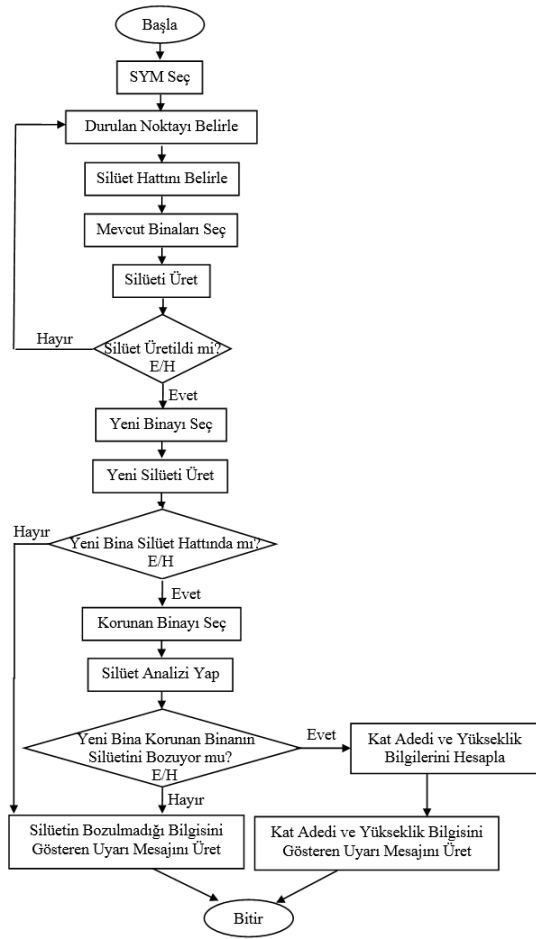 Başla
SYM Seç
Durulan Noktayı Belirle
Silüet Hattını Belirle
Mevcut Binaları Seç
Silüeti Üret
Hayır
Silüet Üretildi mi?
E/H
Evet
Yeni Binayı Seç
Yeni Silüeti Üret
Hayır
Yeni Bina Silüet Hattında mı?
E/H
Evet
Korunan Binayı Seç
Silüet Analizi Yap
Yeni Bina Korunan Binanın
Silüetini Bozuyor mu?
E/H
Evet
Kat Adedi ve Yükseklik
Bilgilerini Hesapla
Hayır
Silüetin Bozulmadığı Bilgisini
Gösteren Uyarı Mesajını Üret
Kat Adedi ve Yükseklik Bilgisini
Gösteren Uyarı Mesajını Üret
Bitir